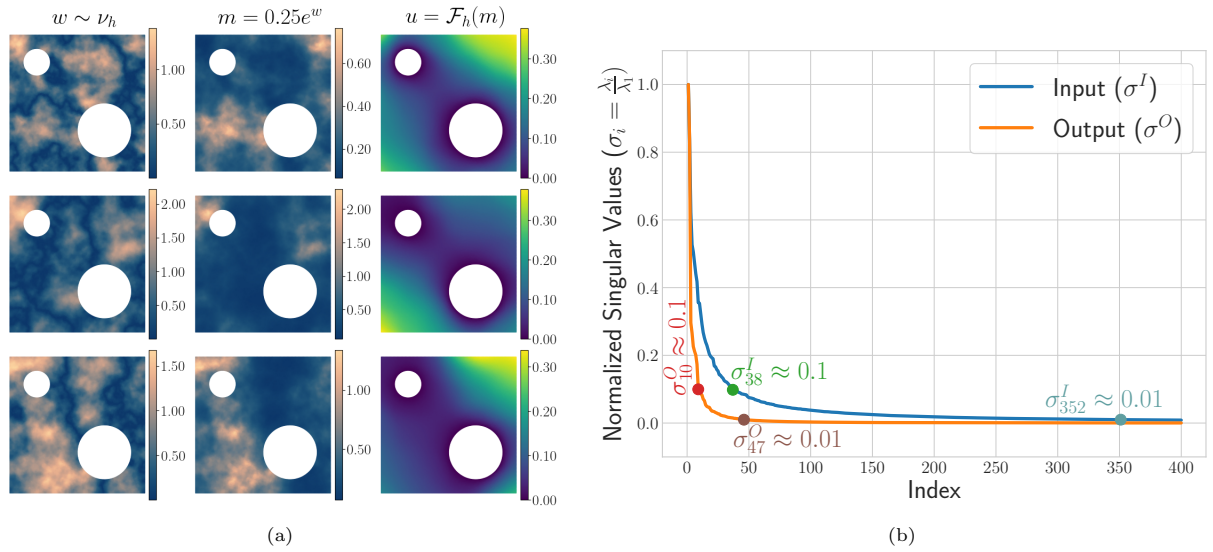 w ∼ ν_h
m = 0.25e^w
u = F_h(m)
1.00
0.50
0.60
0.40
0.20
0.30
0.20
0.10
0.00
2.00
1.50
1.00
0.50
2.00
1.50
1.00
0.50
0.30
0.20
0.10
0.00
1.50
1.00
0.50
1.00
0.50
0.30
0.20
0.10
0.00
(a)
Normalized Singular Values (σ_i = λ_i/λ_1)
1.0
0.8
0.6
0.4
0.2
0.0
Input (σ^I)
Output (σ^O)
σ^O_10 ≈ 0.1
σ^I_38 ≈ 0.1
σ^I_352 ≈ 0.01
σ^O_47 ≈ 0.01
0 50 100 150 200 250 300 350 400
Index
(b)